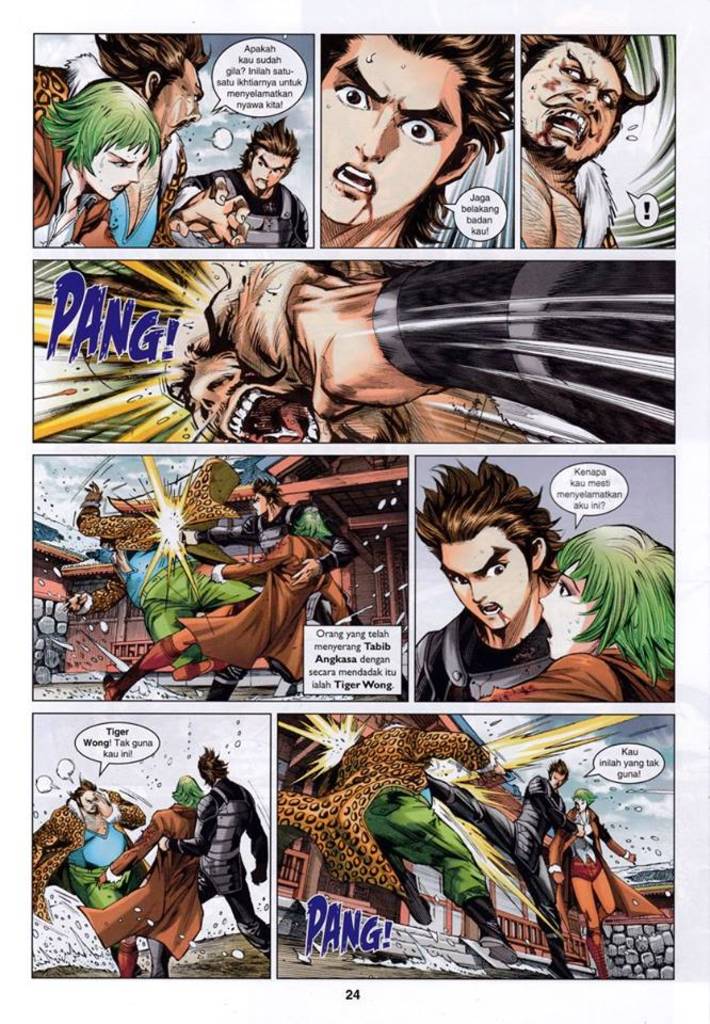 Apakah
kau sudah
gila? Inilah satu-
satu ikhtiarnya untuk
menyelamatkan
nyawa kita!
Jaga
belakang
badan
kau!
!
PANG!
Orang yang telah
menyerang Tabib
Angkasa dengan
secara mendadak itu
ialah Tiger Wong.
Kenapa
kau mesti
menyelamatkan
aku ini?
Tiger
Wong! Tak guna
kau ini!
Kau
inilah yang tak
guna!
PANG!
24